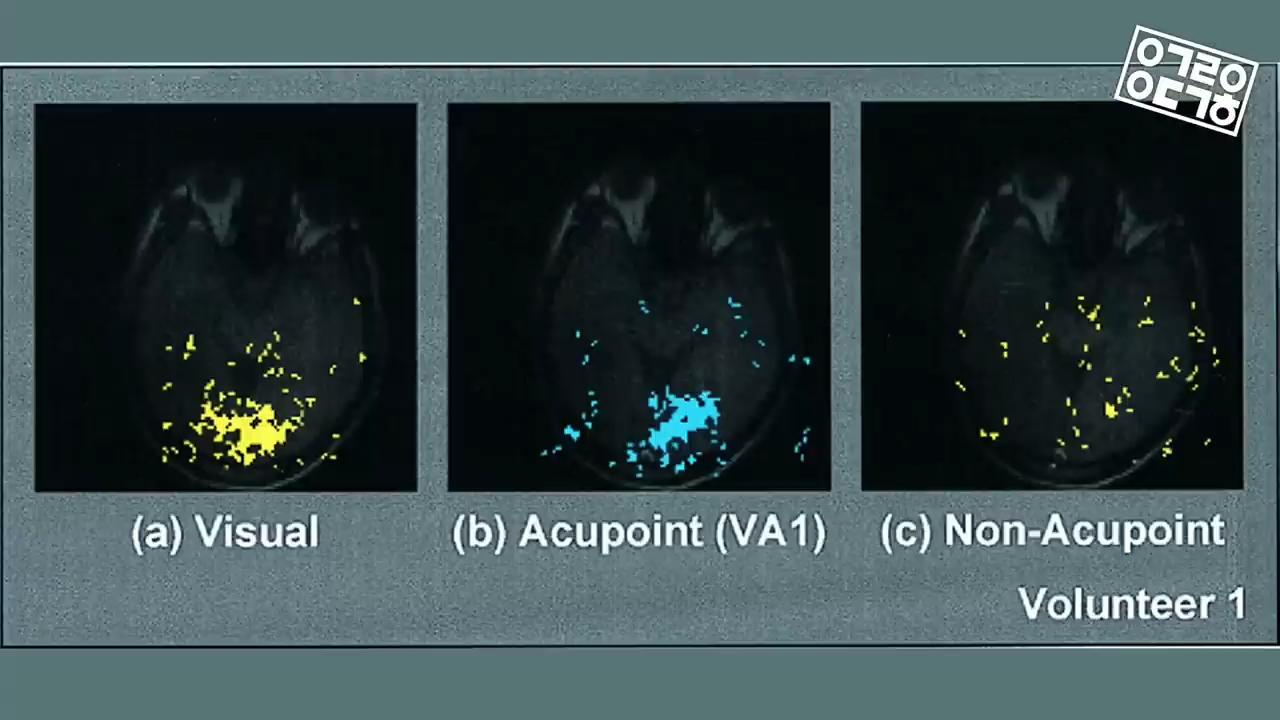 (a) Visual
(b) Acupoint (VA1)
(c) Non-Acupoint
Volunteer 1